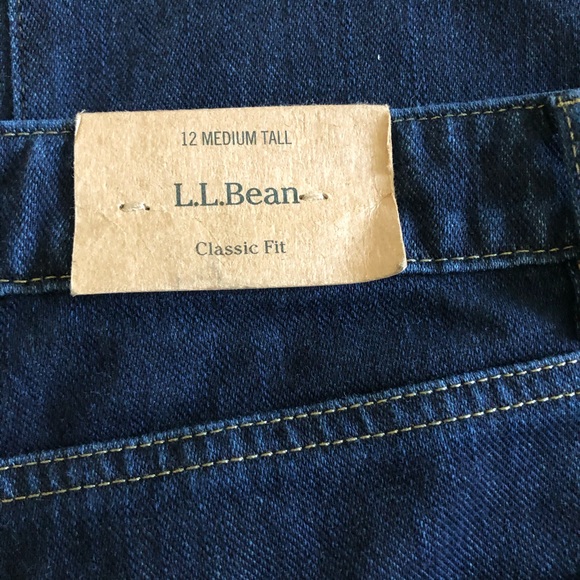 12 MEDIUM TALL
L.L.Bean
Classic Fit